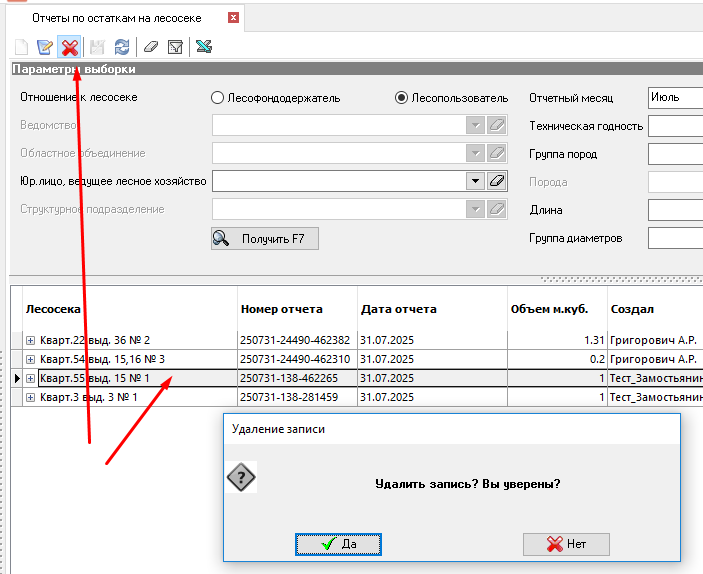 Отчеты по остаткам на лесосеке
Параметры выборки
Отношение к лесосеке
Лесофондодержатель
Лесопользователь
Отчетный месяц
Июль
Ведомство
Техническая годность
Областное объединение
Группа пород
Юр.лицо, ведущее лесное хозяйство
Порода
Структурное подразделение
Длина
Получить F7
Группа диаметров
Лесосека Номер отчета Дата отчета Объем м.куб. Создал
Кварт.22 выд. 36 № 2 250731-24490-462382 31.07.2025 1.31 Григорович А.Р.
Кварт.54 выд. 15,16 № 3 250731-24490-462310 31.07.2025 0.2 Григорович А.Р.
Кварт.55 выд. 15 № 1 250731-138-462265 31.07.2025 1 Тест_Замостьянин
Кварт.3 выд. 3 № 1 250731-138-281459 31.07.2025 1 Тест_Замостьянин
Удаление записи
Удалить запись? Вы уверены?
Да
Нет